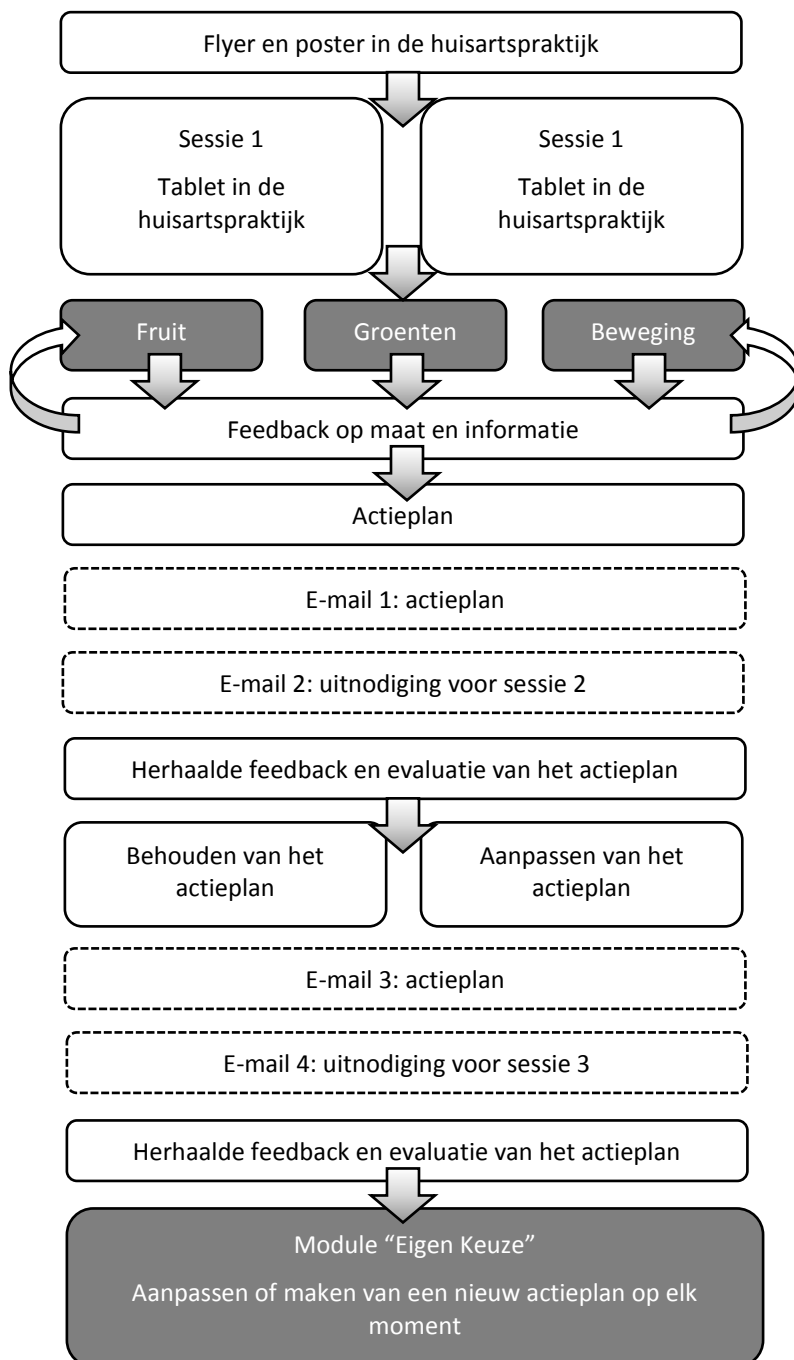 Flyer en poster in de huisartspraktijk
Sessie 1
Tablet in de
huisartspraktijk
Sessie 1
Tablet in de
huisartspraktijk
Fruit
Groenten
Beweging
Feedback op maat en informatie
Actieplan
E-mail 1: actieplan
E-mail 2: uitnodiging voor sessie 2
Herhaalde feedback en evaluatie van het actieplan
Behouden van het
actieplan
Aanpassen van het
actieplan
E-mail 3: actieplan
E-mail 4: uitnodiging voor sessie 3
Herhaalde feedback en evaluatie van het actieplan
Module “Eigen Keuze”
Aanpassen of maken van een nieuw actieplan op elk
moment